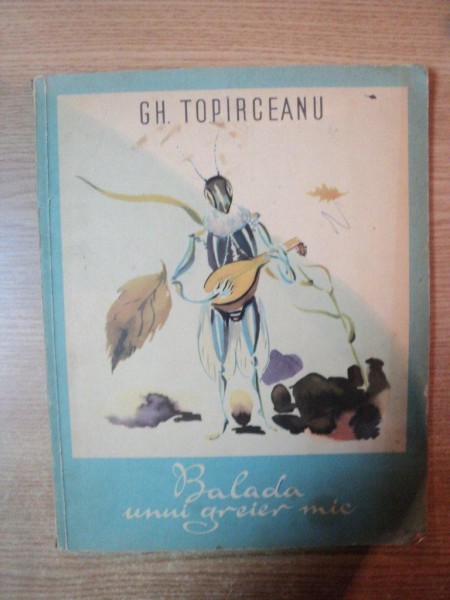 GH. TOPÎRCEANU
Balada
unui greier mic